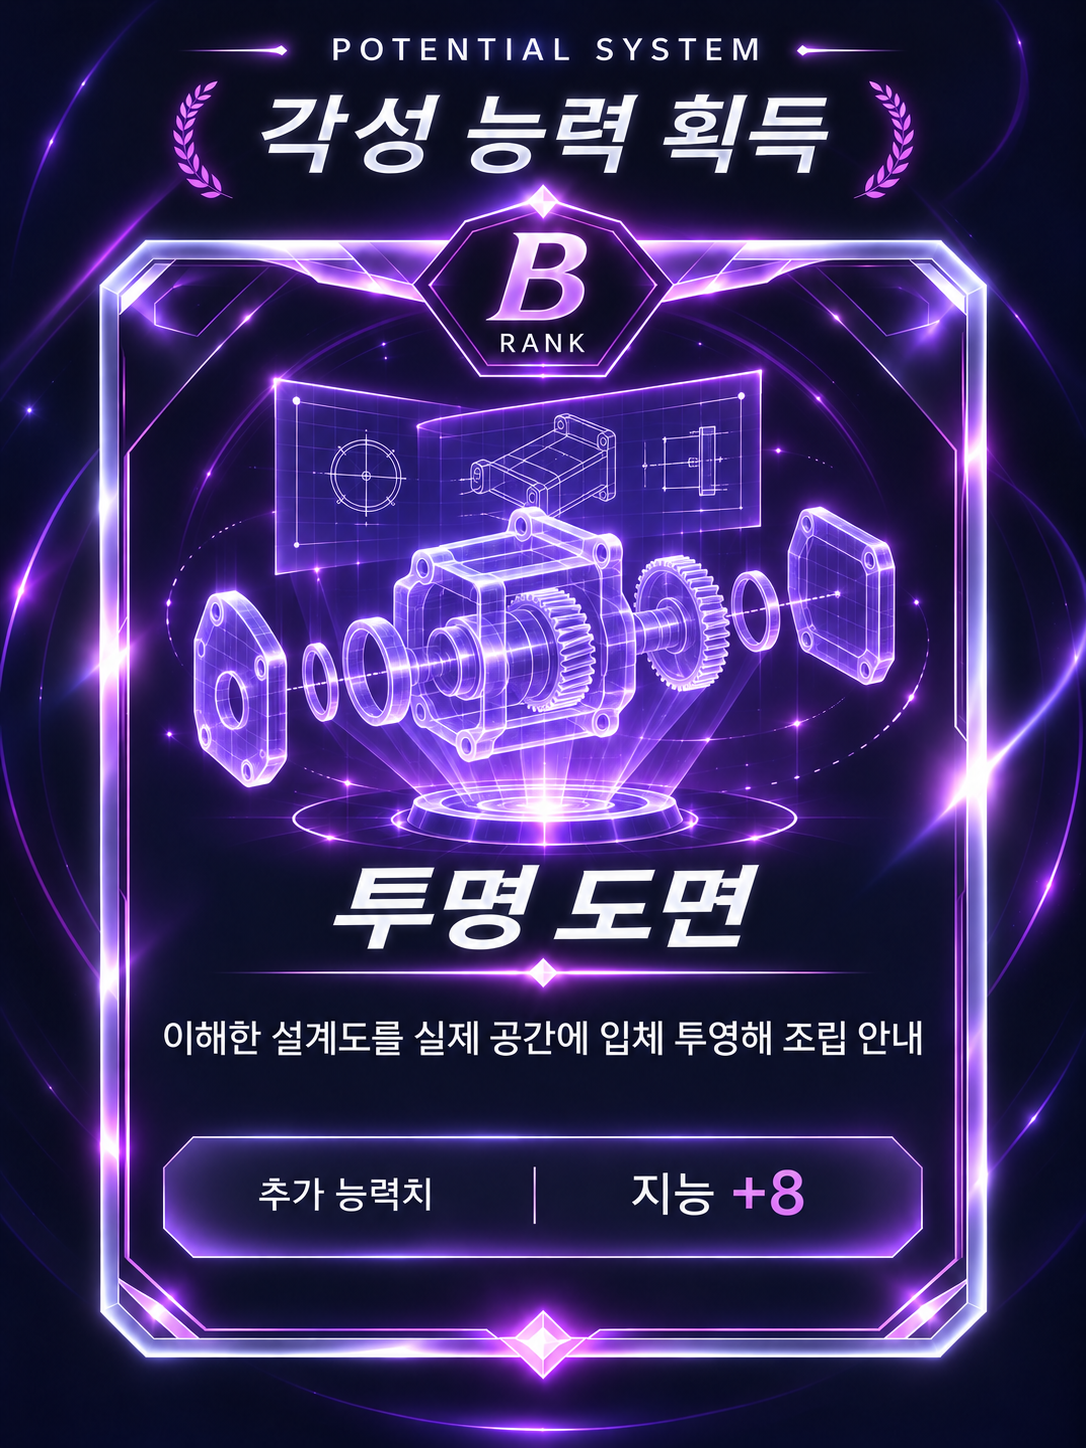 POTENTIAL SYSTEM
각성 능력 획득
B
RANK
투명 도면
이해한 설계도를 실제 공간에 입체 투영해 조립 안내
추가 능력치
지능 +8